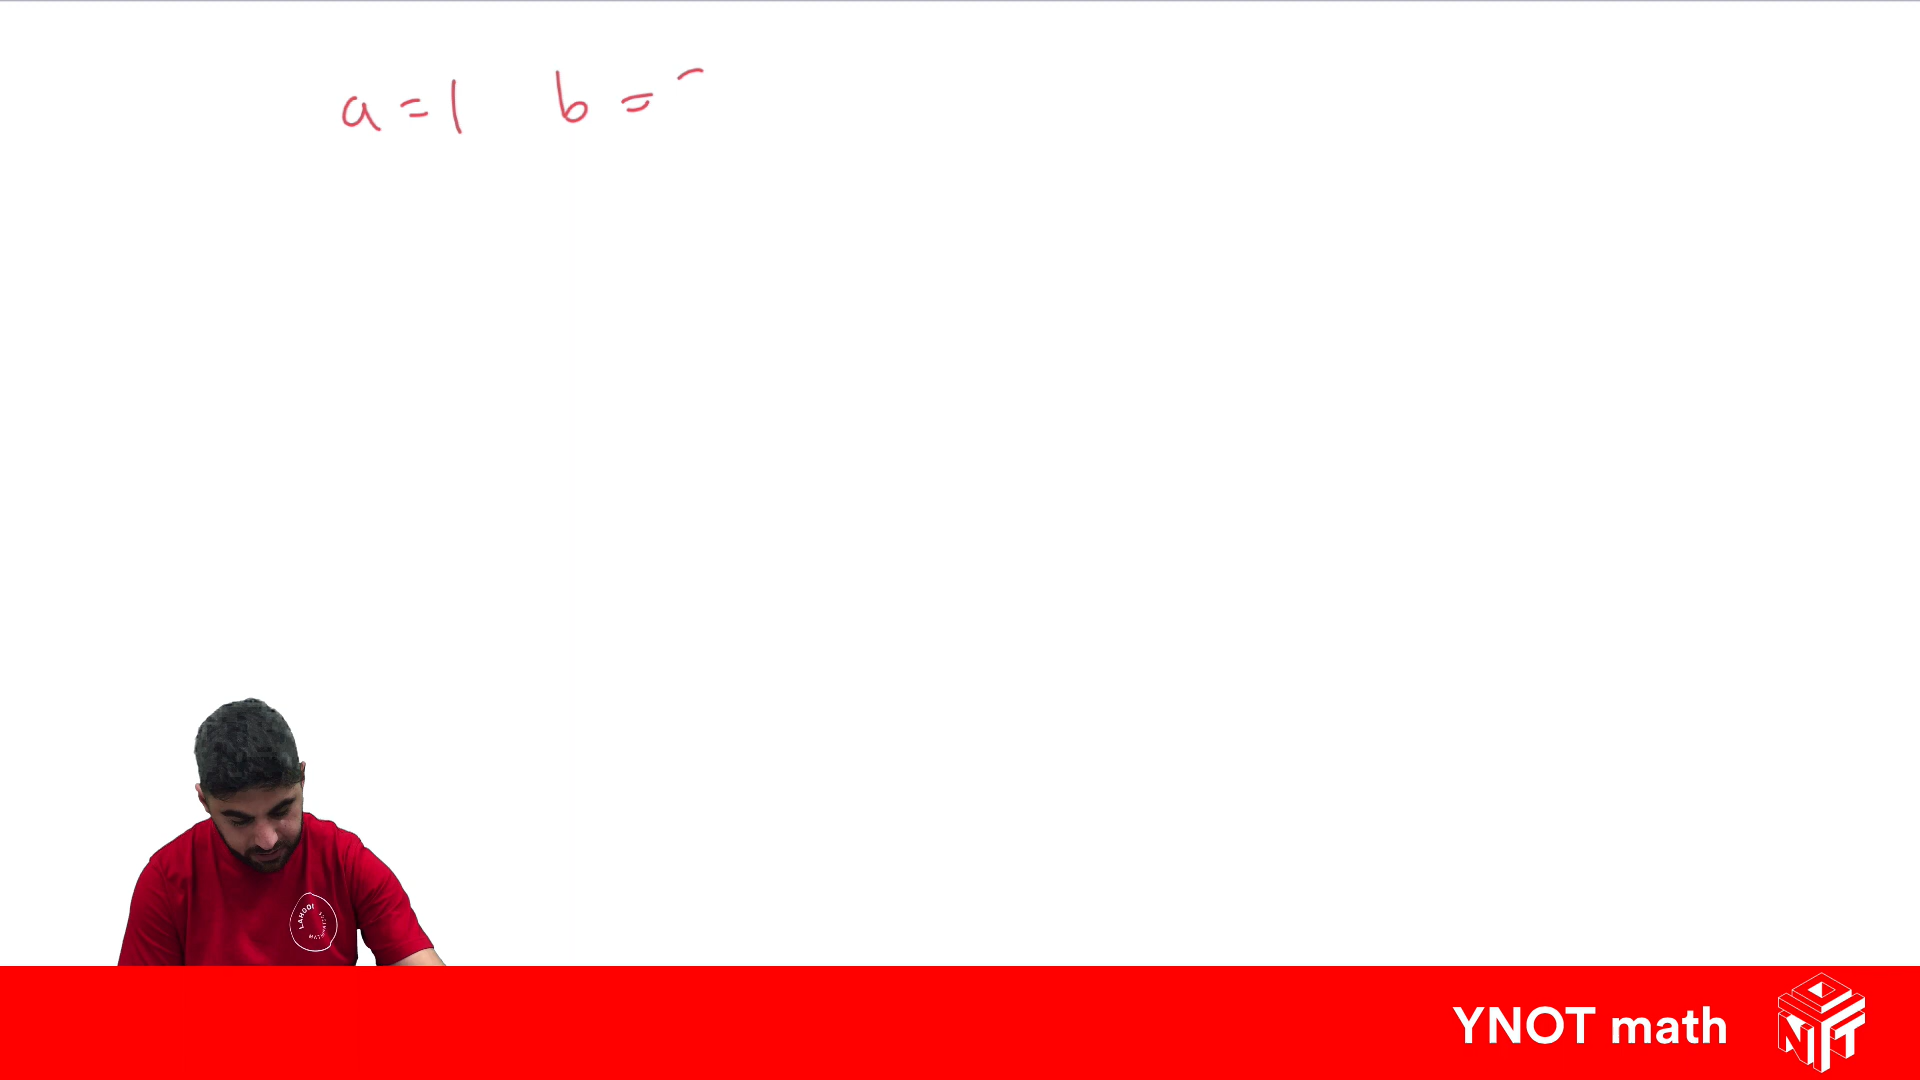 a = 1 b =
YNOT math